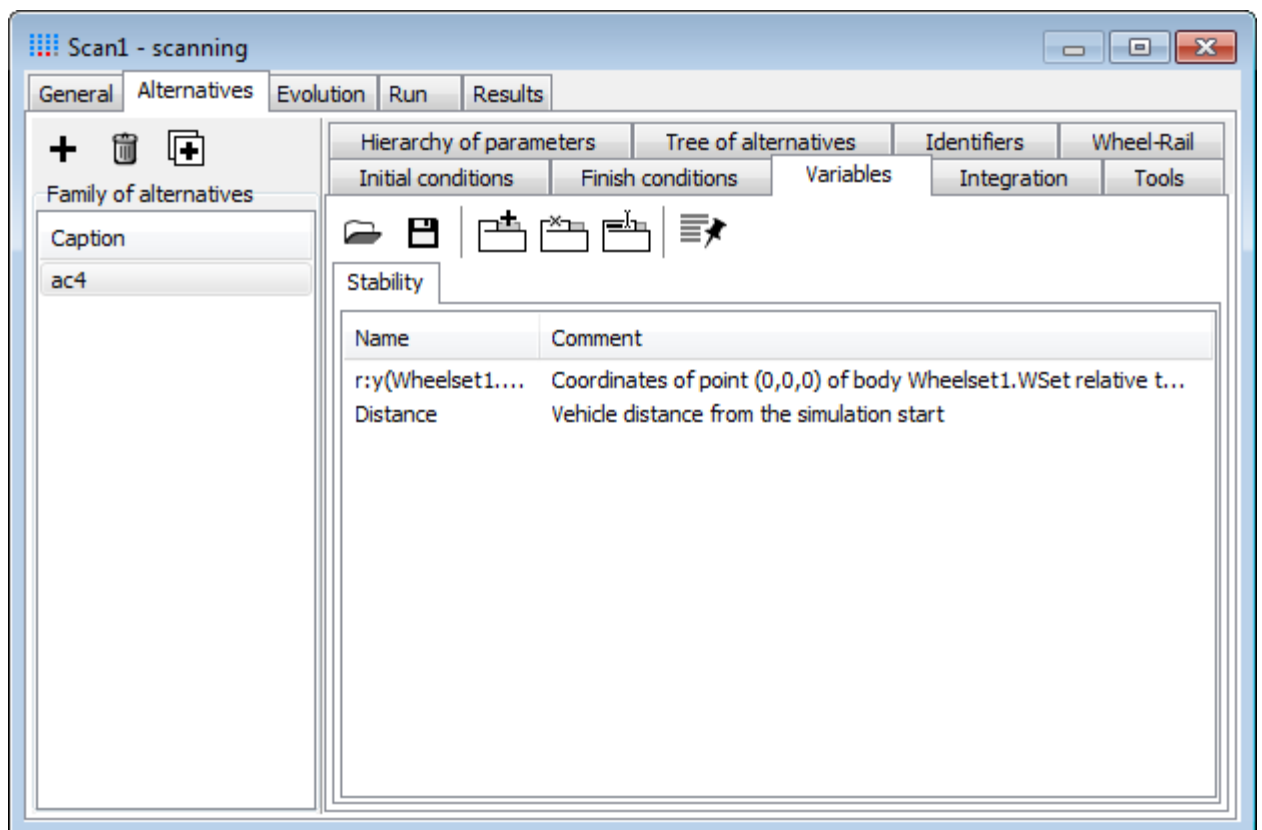 Scan1 - scanning
General Alternatives Evolution Run Results
Family of alternatives
Caption
ac4
Hierarchy of parameters Tree of alternatives Identifiers Wheel-Rail
Initial conditions Finish conditions Variables Integration Tools
Stability
Name Comment
r:y(Wheelset1.... Coordinates of point (0,0,0) of body Wheelset1.WSet relative t...
Distance Vehicle distance from the simulation start